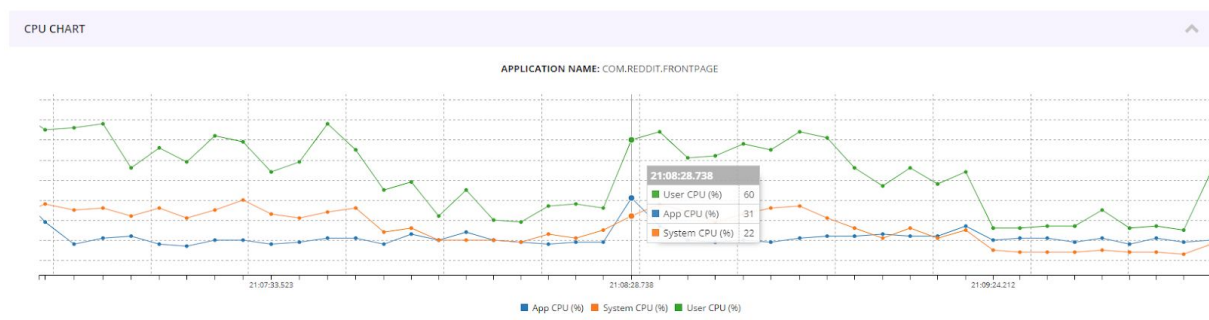 CPU CHART
APPLICATION NAME: COM.REDDIT.FRONTPAGE
21:08:28.738
User CPU (%) 60
App CPU (%) 31
System CPU (%) 22
21:07:33.523 21:08:28.738 21:09:24.212
App CPU (%) System CPU (%) User CPU (%)